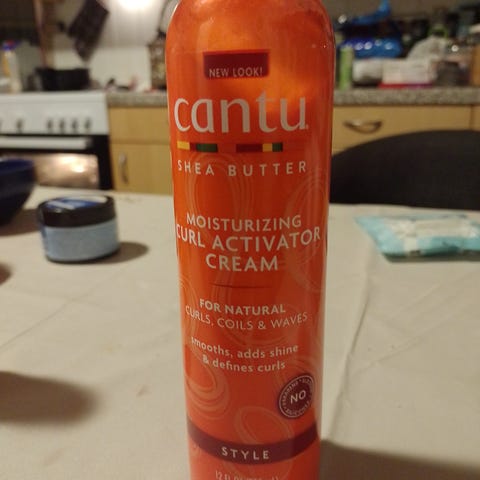 NEW LOOK!
cantu
SHEA BUTTER
MOISTURIZING
CURL ACTIVATOR
CREAM
FOR NATURAL
CURLS, COILS & WAVES
smooths, adds shine
& defines curls
NO
STYLE